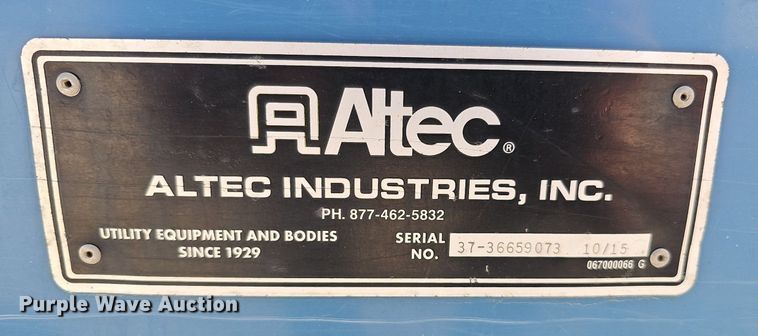 Altec®
ALTEC INDUSTRIES, INC.
PH. 877-462-5832
UTILITY EQUIPMENT AND BODIES
SINCE 1929
SERIAL NO. 37-36659073 10/15
067000066 G
Purple Wave Auction